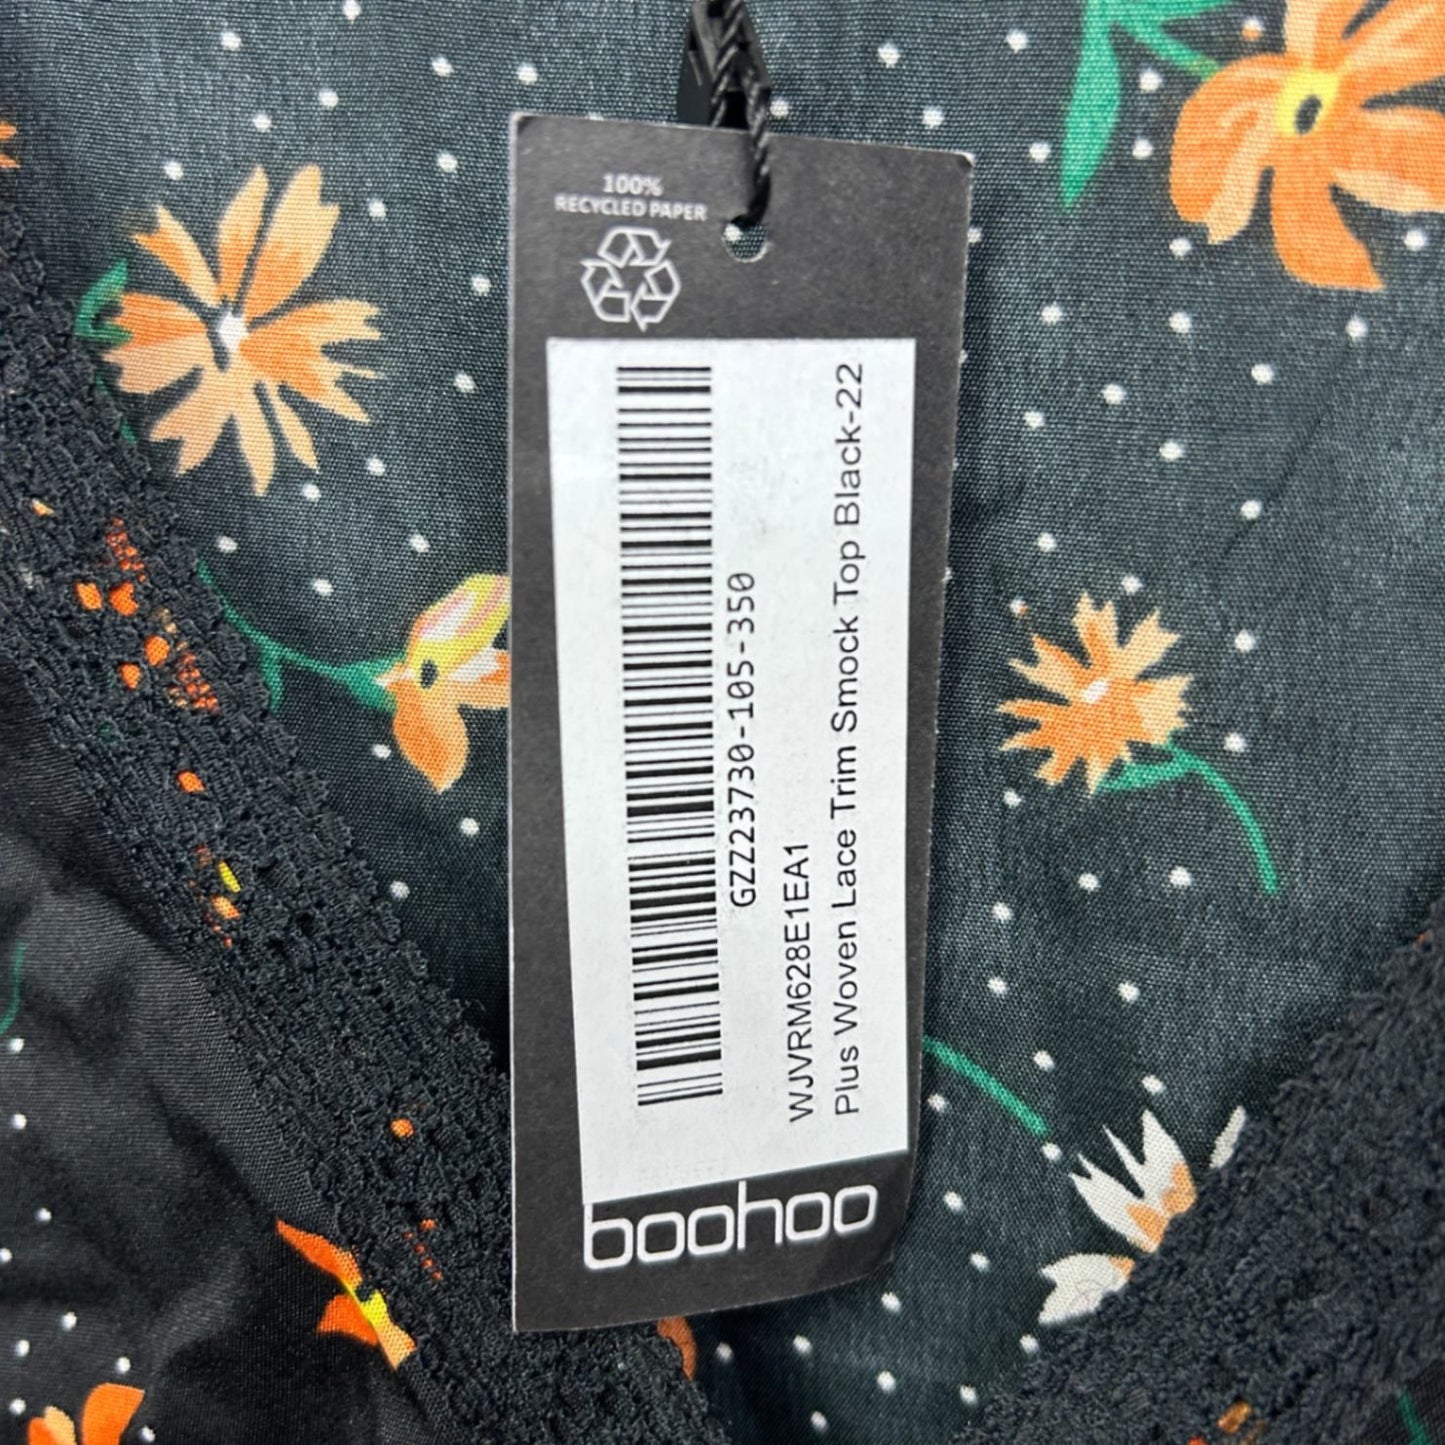 100%
RECYCLED PAPER
GZZ23730-105-350
WJVRM628E1EA1
Plus Woven Lace Trim Smock Top Black-22
boohoo